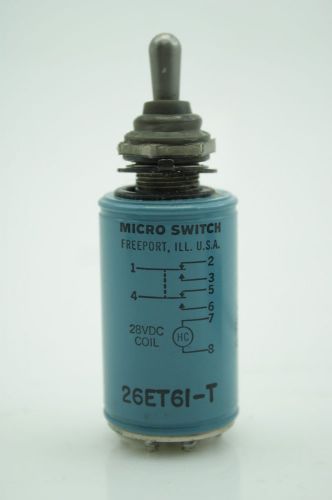 MICRO SWITCH
FREEPORT, ILL. U.S.A.
1 2
3
4 5
6
7
28VDC
COIL HC
8
26ET61-T